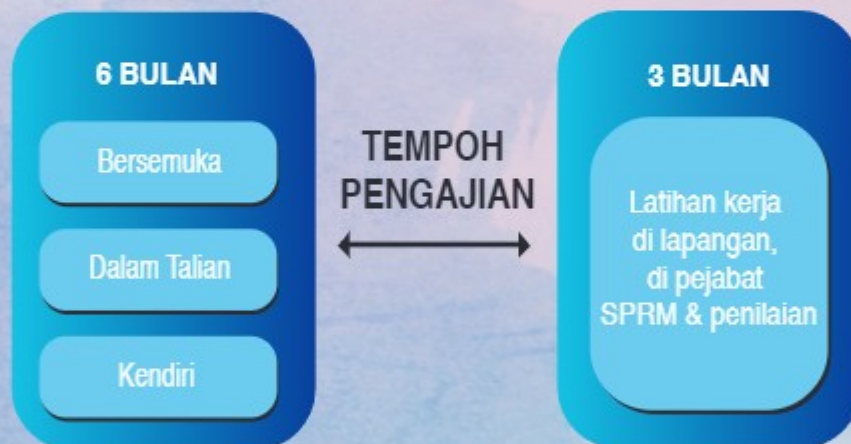 6 BULAN
Bersemuka
Dalam Talian
Kendiri
TEMPOH
PENGAJIAN
3 BULAN
Latihan kerja
di lapangan,
di pejabat
SPRM & penilaian